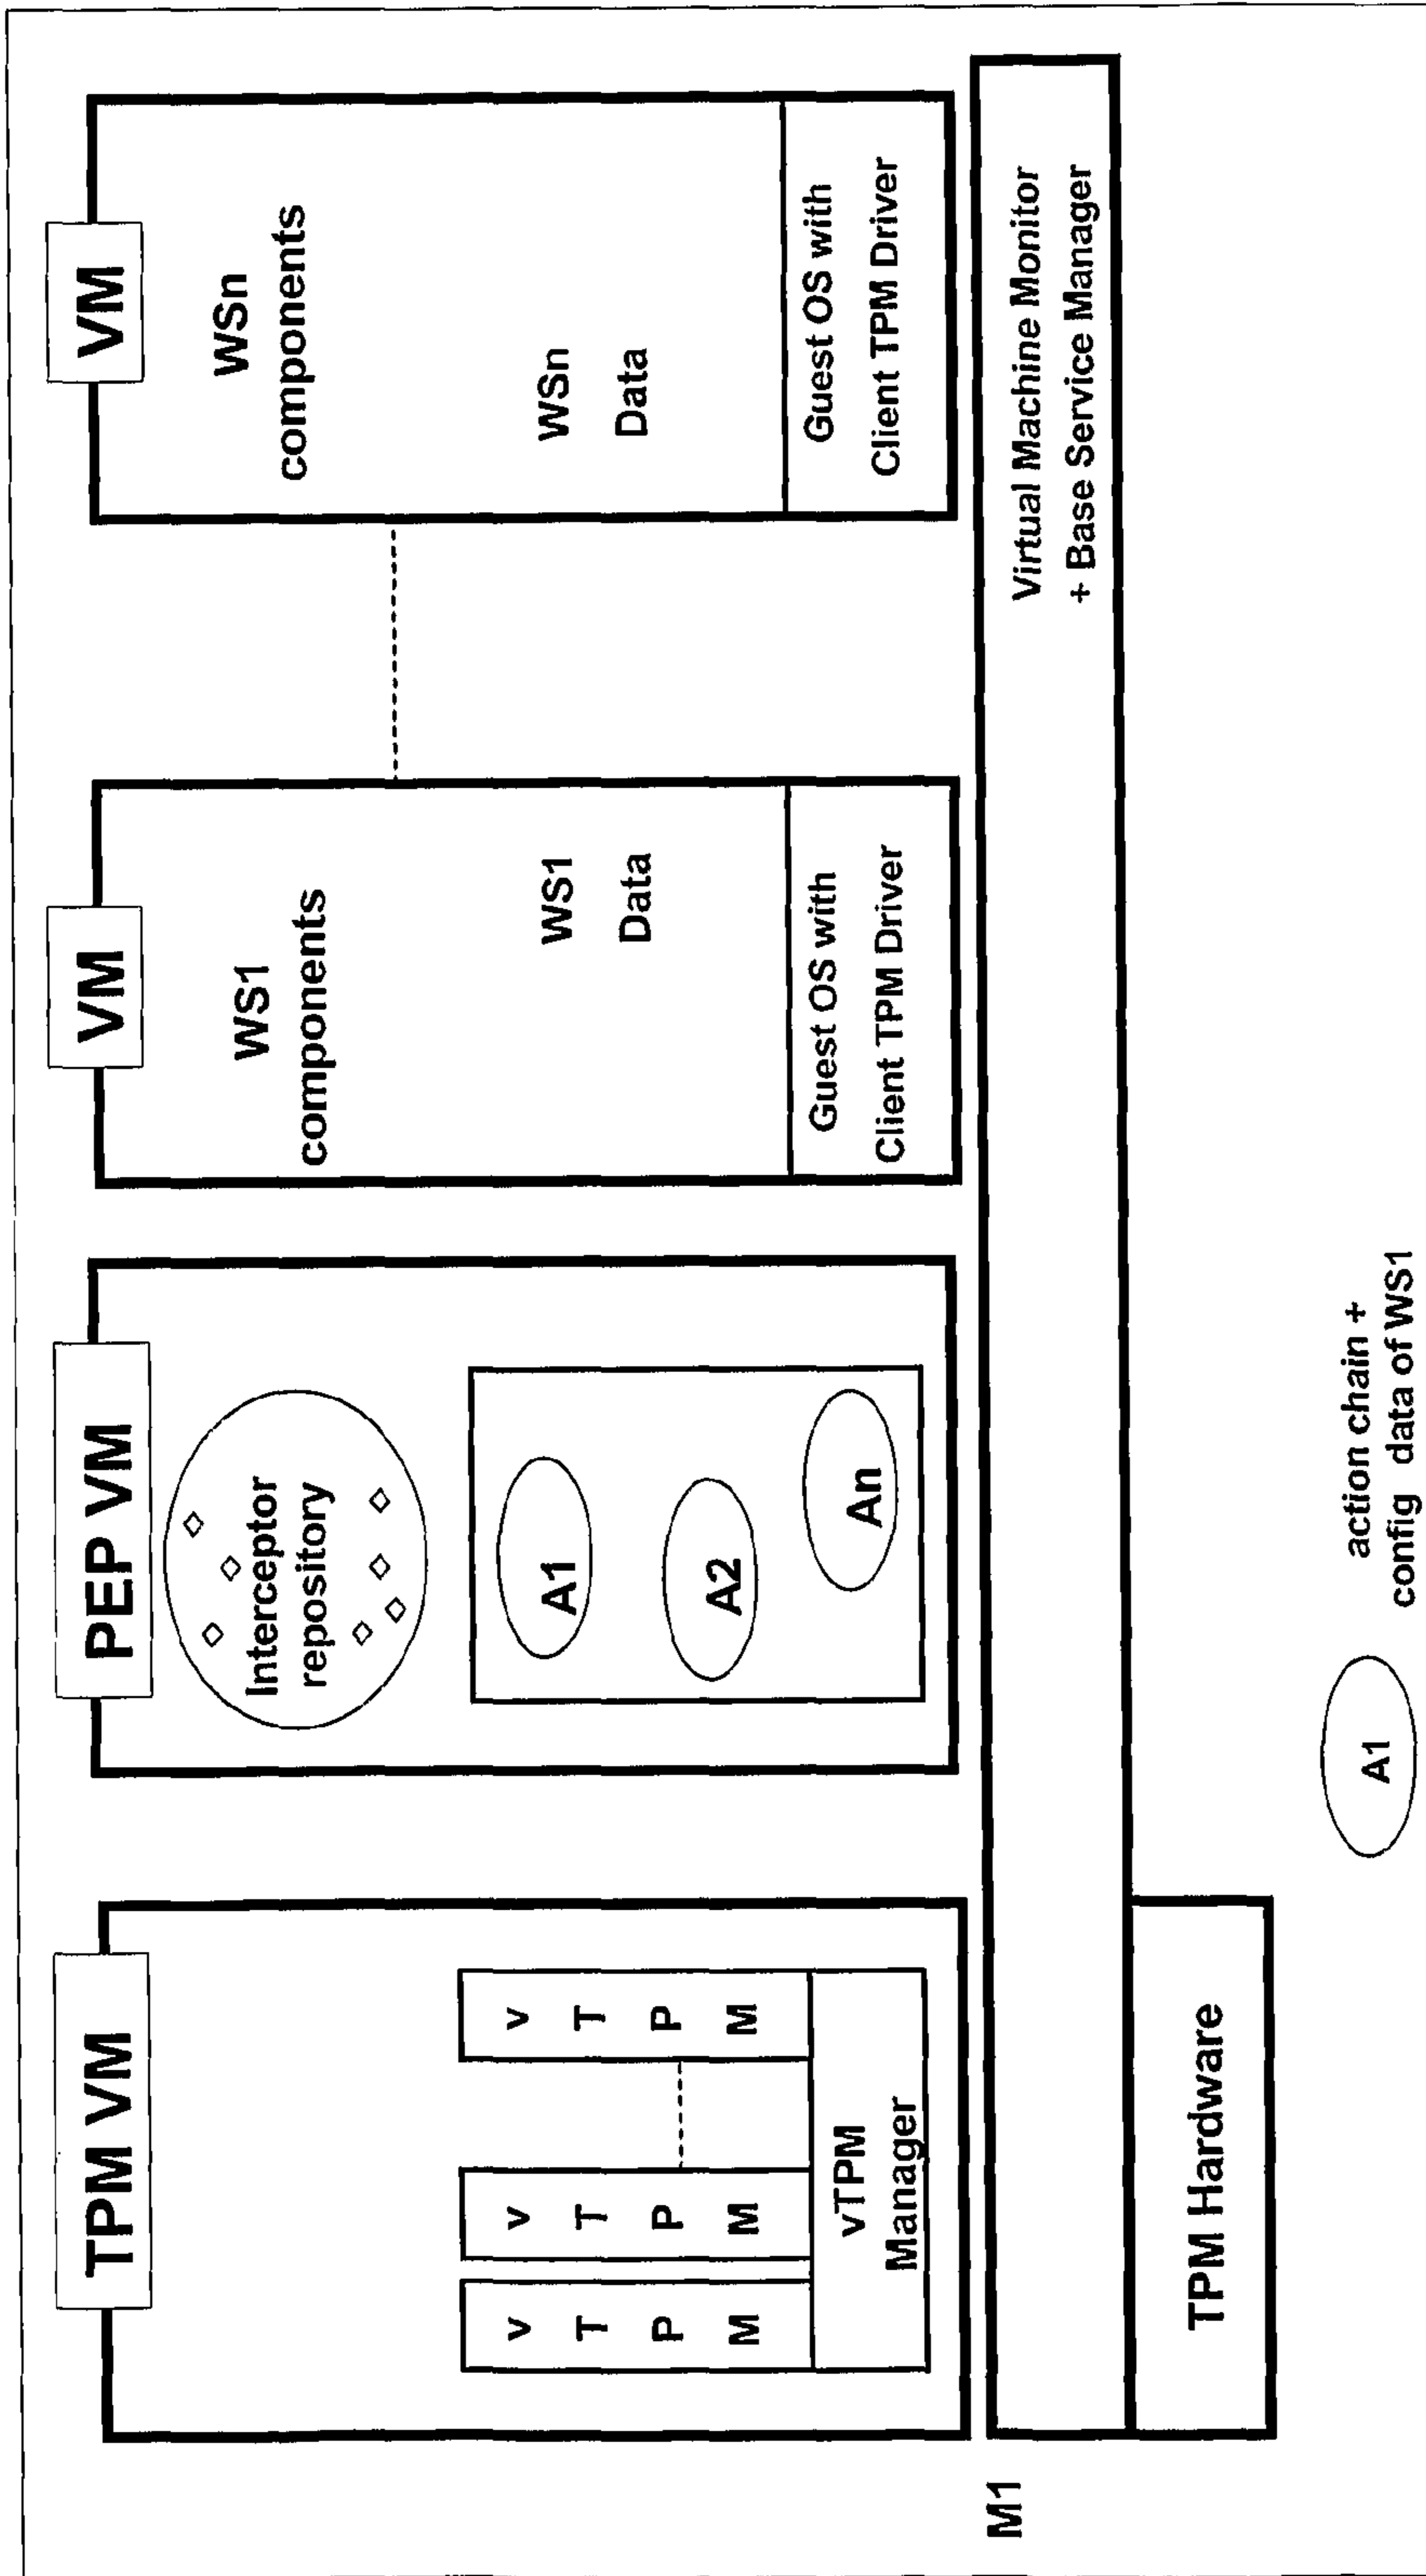 TPM VM
v
T
P
M
v
T
P
M
v
T
P
M
vTPM
Manager
PEP VM
Interceptor
repository
A1
A2
An
VM
WS1
components
WS1
Data
Guest OS with
Client TPM Driver
VM
WSn
components
WSn
Data
Guest OS with
Client TPM Driver
M1
Virtual Machine Monitor
+ Base Service Manager
TPM Hardware
A1
action chain +
config data of WS1